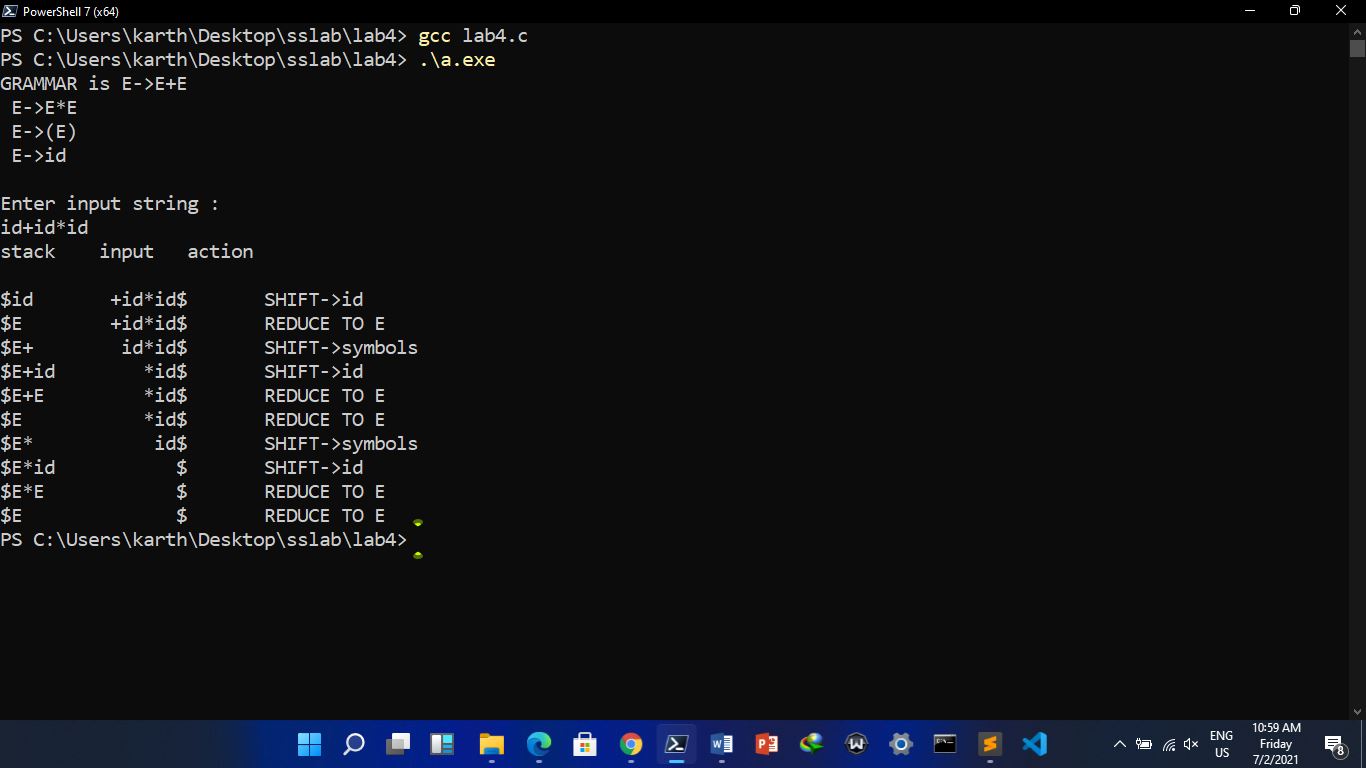 PowerShell 7 (x64)
PS C:\Users\karth\Desktop\sslab\lab4> gcc lab4.c
PS C:\Users\karth\Desktop\sslab\lab4> .\a.exe
GRAMMAR is E->E+E
 E->E*E
 E->(E)
 E->id
Enter input string :
id+id*id
stack    input   action
$id       +id*id$       SHIFT->id
$E        +id*id$       REDUCE TO E
$E+        id*id$       SHIFT->symbols
$E+id        *id$       SHIFT->id
$E+E         *id$       REDUCE TO E
$E           *id$       REDUCE TO E
$E*           id$       SHIFT->symbols
$E*id           $       SHIFT->id
$E*E            $       REDUCE TO E
$E              $       REDUCE TO E
PS C:\Users\karth\Desktop\sslab\lab4>
ENG
US
10:59 AM
Friday
7/2/2021
8